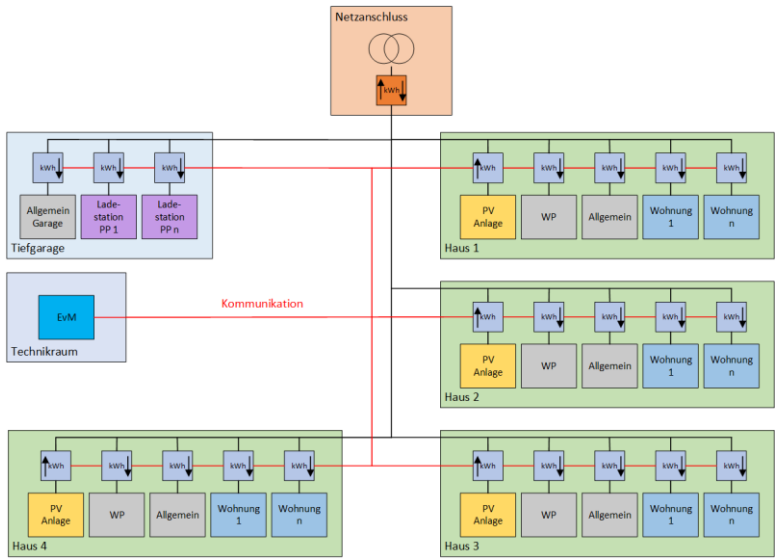 Netzanschluss
kWh
kWh
kWh
kWh
Allgemein
Garage
Lade-
station
PP 1
Lade-
station
PP n
Tiefgarage
kWh
kWh
kWh
kWh
kWh
PV
Anlage
WP
Allgemein
Wohnung
1
Wohnung
n
Haus 1
Kommunikation
EvM
Technikraum
kWh
kWh
kWh
kWh
kWh
PV
Anlage
WP
Allgemein
Wohnung
1
Wohnung
n
Haus 2
kWh
kWh
kWh
kWh
kWh
PV
Anlage
WP
Allgemein
Wohnung
1
Wohnung
n
Haus 4
kWh
kWh
kWh
kWh
kWh
PV
Anlage
WP
Allgemein
Wohnung
1
Wohnung
n
Haus 3